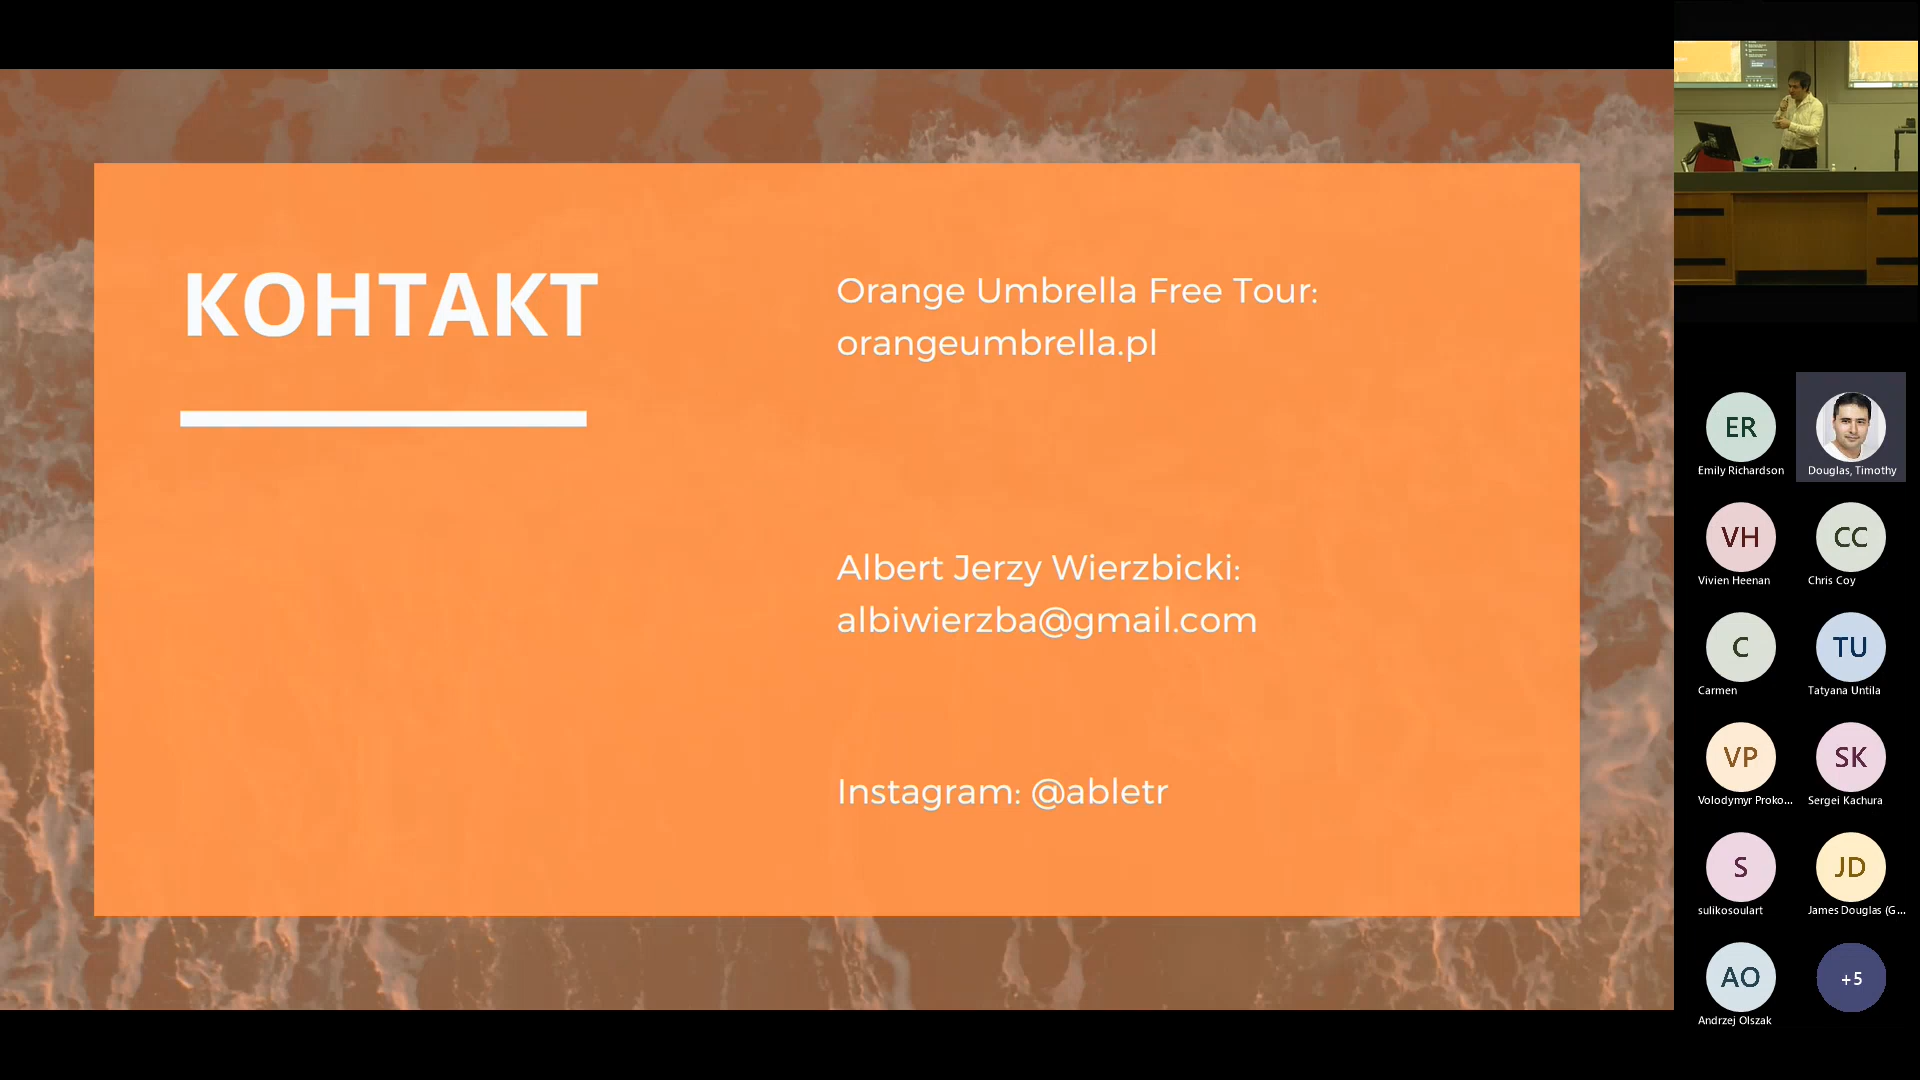 КОНТАКТ
Orange Umbrella Free Tour:
orangeumbrella.pl
Albert Jerzy Wierzbicki:
albiwierzba@gmail.com
Instagram: @abletr
ER
Emily Richardson
Douglas, Timothy
VH
Vivien Heenan
CC
Chris Coy
C
Carmen
TU
Tatyana Untila
VP
Volodymyr Proko...
SK
Sergei Kachura
S
sulikosoulart
JD
James Douglas (G...
AO
Andrzej Olszak
+5